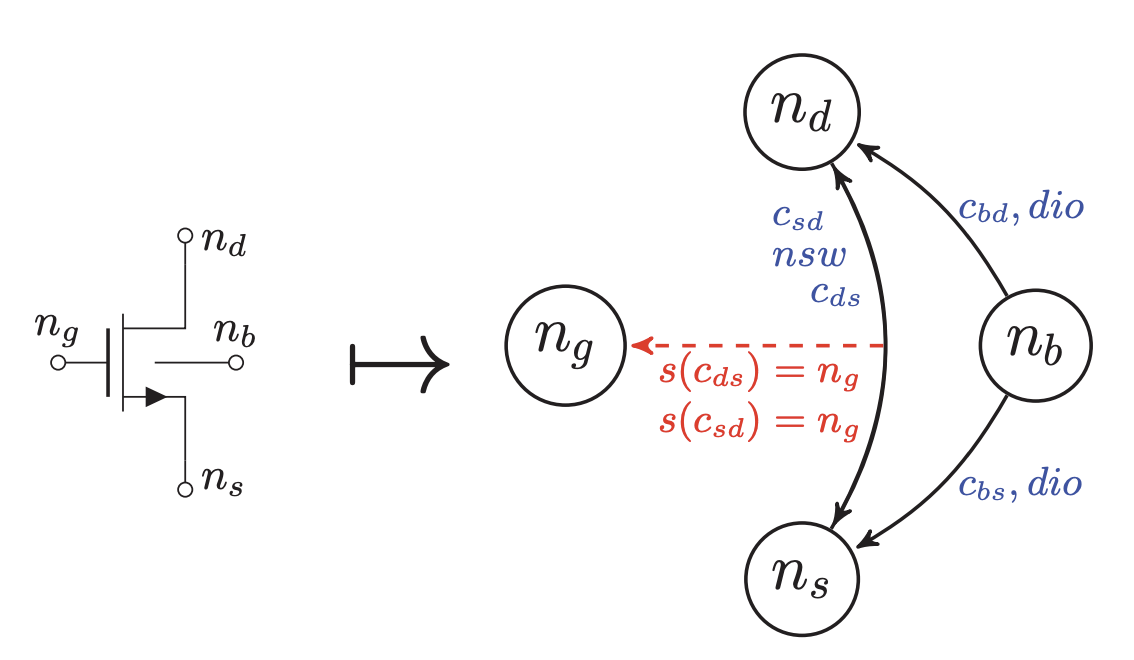 n_d
n_g
n_b
n_s
n_d
c_{sd}
nsw
c_{ds}
c_{bd}, dio
n_g
s(c_{ds}) = n_g
s(c_{sd}) = n_g
n_b
c_{bs}, dio
n_s